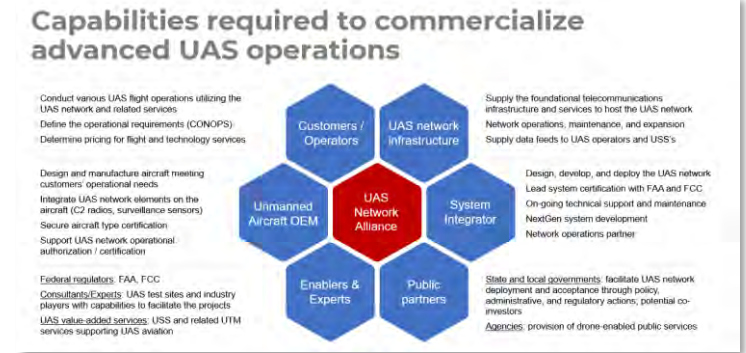 Capabilities required to commercialize
advanced UAS operations
Conduct various UAS flight operations utilizing the
UAS network and related services
Define the operational requirements (CONOPS)
Determine pricing for flight and technology services
Customers /
Operators
UAS network
infrastructure
Supply the foundational telecommunications
infrastructure and services to host the UAS network
Network operations, maintenance, and expansion
Supply data feeds to UAS operators and USS's
Design and manufacture aircraft meeting
customers' operational needs
Integrate UAS network elements on the
aircraft (C2 radios, surveillance sensors)
Secure aircraft type certification
Support UAS network operational
authorization / certification
Unmanned
Aircraft OEM
UAS
Network
Alliance
System
Integrator
Design, develop, and deploy the UAS network
Lead system certification with FAA and FCC
On-going technical support and maintenance
NextGen system development
Network operations partner
Federal regulators: FAA, FCC
Consultants/Experts: UAS test sites and industry
players with capabilities to facilitate the projects
UAS value-added services: USS and related UTM
services supporting UAS aviation
Enablers &
Experts
Public
partners
State and local governments: facilitate UAS network
deployment and acceptance through policy,
administrative, and regulatory actions; potential co-
investors
Agencies: provision of drone-enabled public services